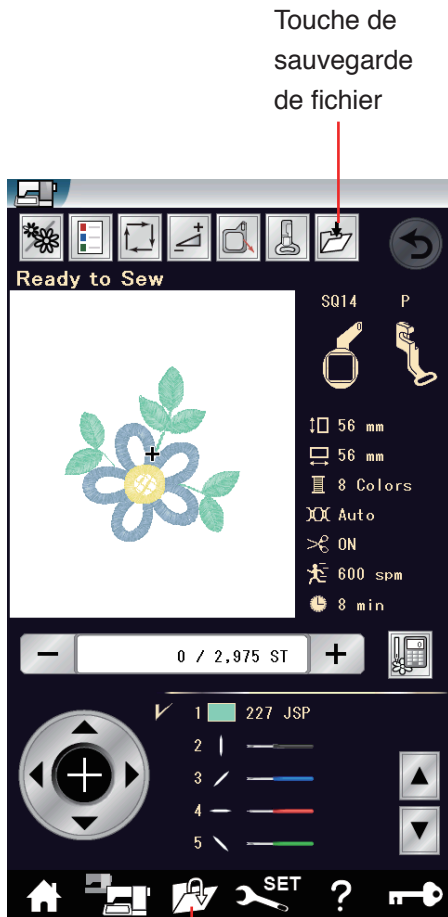 Touche de
sauvegarde
de fichier
Ready to Sew
SQ14 P
56 mm
56 mm
8 Colors
Auto
ON
600 spm
8 min
− 0 / 2,975 ST +
1 227 JSP
2
3
4
5
SET ?